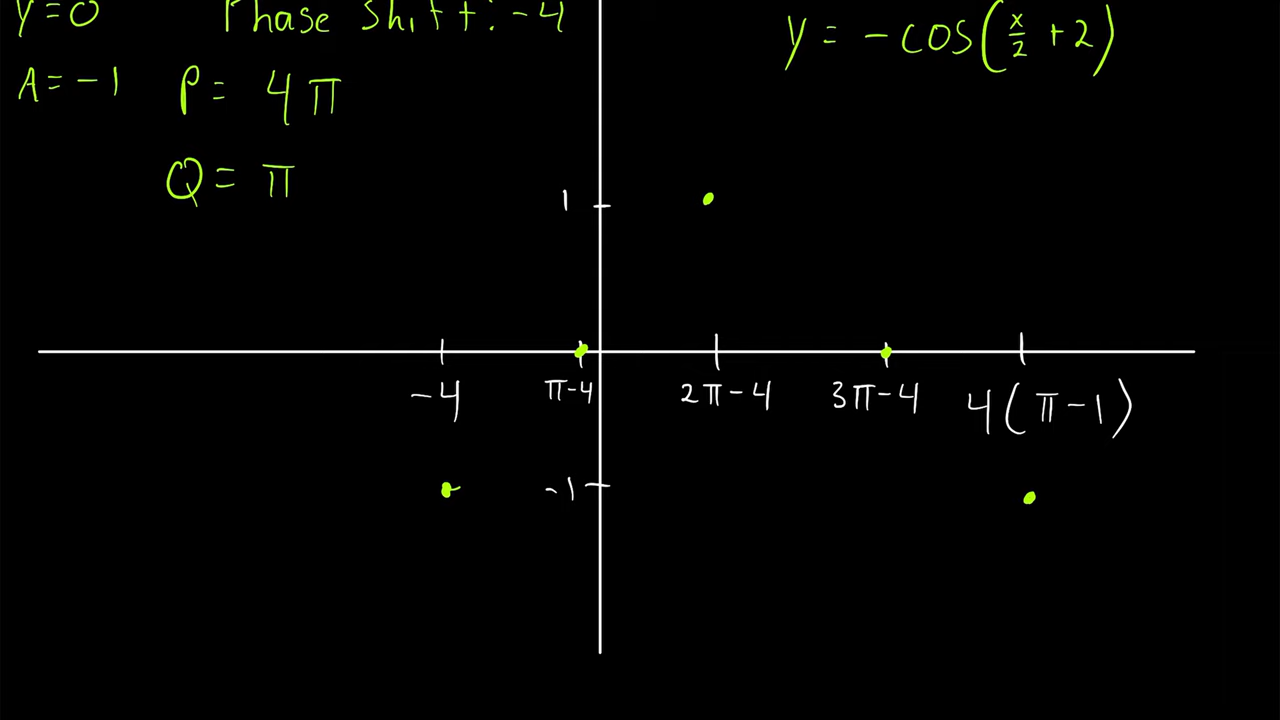 y=0 Phase Shift: -4
y = -cos(x/2 + 2)
A = -1 P = 4π
Q = π
1
-4 π-4 2π-4 3π-4 4(π-1)
-1